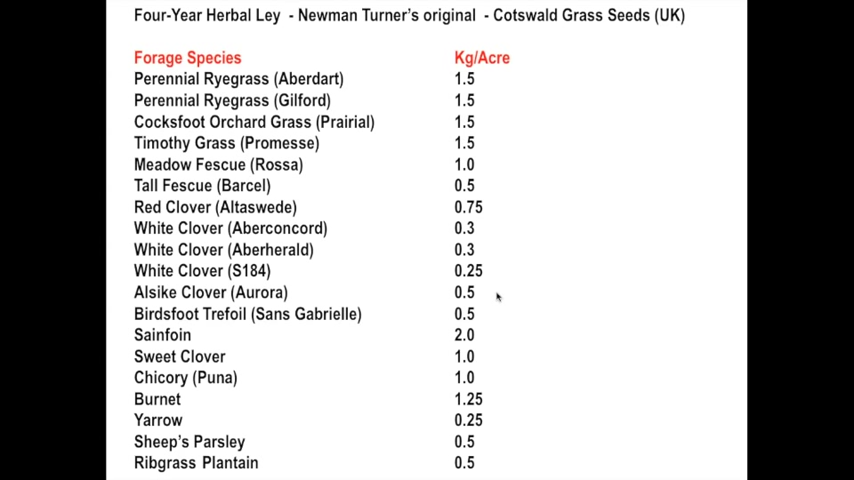 Four-Year Herbal Ley - Newman Turner's original - Cotswald Grass Seeds (UK)
Forage Species Kg/Acre
Perennial Ryegrass (Aberdart) 1.5
Perennial Ryegrass (Gilford) 1.5
Cocksfoot Orchard Grass (Prairial) 1.5
Timothy Grass (Promesse) 1.5
Meadow Fescue (Rossa) 1.0
Tall Fescue (Barcel) 0.5
Red Clover (Altaswede) 0.75
White Clover (Aberconcord) 0.3
White Clover (Aberherald) 0.3
White Clover (S184) 0.25
Alsike Clover (Aurora) 0.5
Birdsfoot Trefoil (Sans Gabrielle) 0.5
Sainfoin 2.0
Sweet Clover 1.0
Chicory (Puna) 1.0
Burnet 1.25
Yarrow 0.25
Sheep's Parsley 0.5
Ribgrass Plantain 0.5